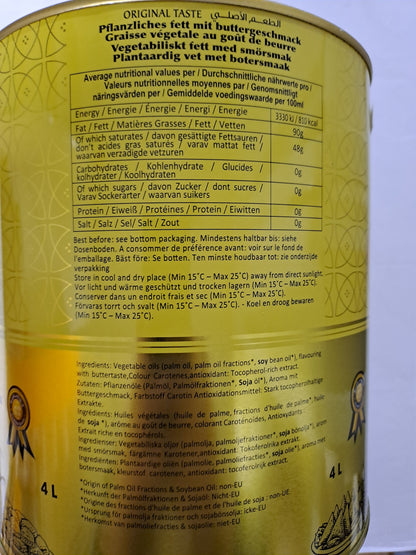 ORIGINAL TASTE الطعم الأصلي
Pflanzliches fett mit buttergeschmack
Graisse végetale au goût de beurre
Vegetabiliskt fett med smörsmak
Plantaardig vet met botersmaak
Average nutritional values per / Durchschnittliche nährwerte pro /
Valeurs nutritionnelles moyennes par / Genomsnittligt
näringsvärden per / Gemiddelde voedingswaarde per 100ml
Energy / Energie / Énergie / Energi / Energie 3330 kJ / 810 kcal
Fat / Fett / Matières Grasses / Fett / Vetten 90g
Of which saturates / davon gesättigte Fettsäuren /
don't acides gras saturés / varav mattat fett /
waarvan verzadigde vetzuren 48g
Carbohydrates / Kohlenhydrate / Glucides /
kolhydrater / Koolhydraten 0g
Of which sugars / davon Zucker / dont sucres /
Varav Sockerarter / waarvan suikers 0g
Protein / Eiweiß / Protéines / Protein / Eiwitten 0g
Salt / Salz / Sel / Salt / Zout 0g
Best before: see bottom packaging. Mindestens haltbar bis: siehe
Dosenboden. A consommer de préférence avant: voir sur le fond de
l'emballage. Bäst före: Se botten. Ten minste houdbaar tot: zie onderzijde
verpakking
Store in cool and dry place (Min 15˚C – Max 25˚C) away from direct sunlight.
Vor licht und wärme geschützt und trocken lagern (Min 15˚C – Max 25˚C).
Conserver dans un endroit frais et sec (Min 15˚C – Max 25˚C).
Förvaras torrt och svalt (Min 15˚C – Max 25˚C). - Koel en droog bewaren
(Min 15˚C – Max 25˚C).
Ingredients: Vegetable oils (palm oil, palm oil fractions*, soy bean oil*), flavouring
with buttertaste,Colour Carotenes,antioxidant: Tocopherol-rich extract.
Zutaten: Pflanzenöle (Palmöl, Palmölfraktionen*, Soja öl*), Aroma mit
Buttergeschmack, Farbstoff Carotin Antioxidationsmittel: Stark tocopherolhaltige
Extrakte.
Ingrédients: Huiles végétales (huile de palme, fractions d'huile de palme*, huile
de soja*), arôme au goût de beurre, colorant Caroténoides, Antioxydants
Extrait riche en tocophérols.
Ingredienser: Vegetabiliska oljor (palmolja, palmoljefraktioner*, soja bönolja*), arom
med smörsmak, färgämne Karotener,antioxidant: Tokoferolrika extrakt.
Ingrediënten: Plantaardige oliën (palmolie, palmoliefracties*, soja olie*), aroma met
botersmaak, kleurstof. carotenen, antioxidant: tocoferolrijk extract.
4 L
4 L
*Origin of Palm Oil Fractions & Soybean Oil: non-EU
*Herkunft der Palmölfraktionen & Sojaöl: Nicht-EU
*Origine des fractions d'huile de palme et de l'huile de soja : non-UE.
*Ursprung för palmolja fraktioner och sojabönsolja: icke-EU
*Herkomst van palmoliefracties & sojaolie: niet-EU